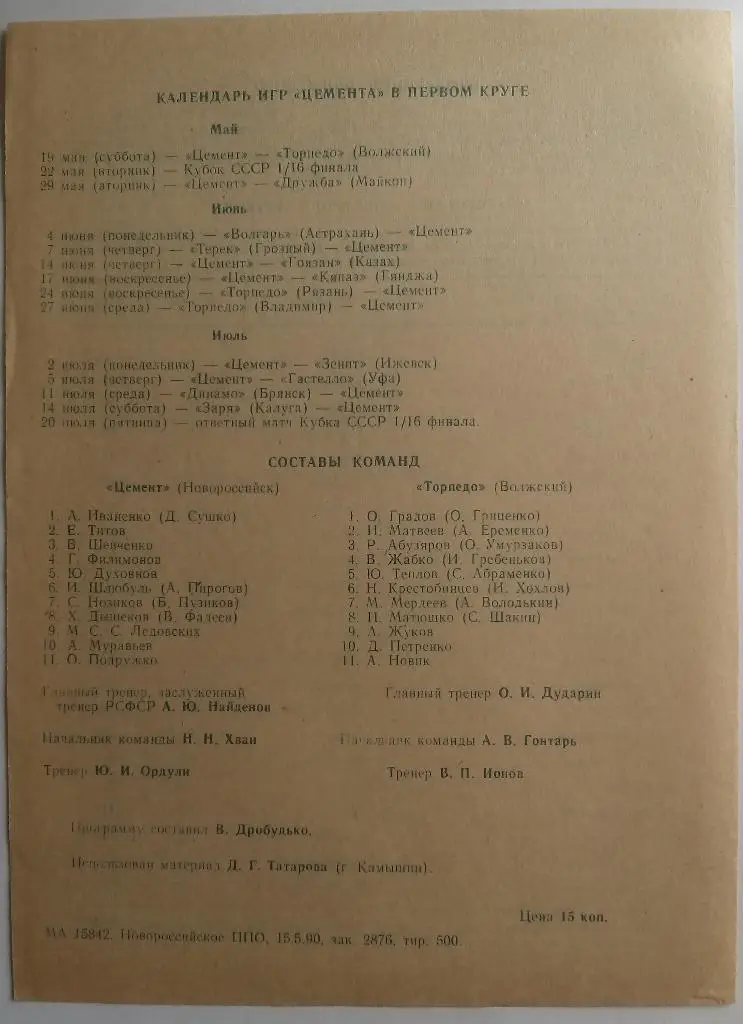 КАЛЕНДАРЬ ИГР «ЦЕМЕНТА» В ПЕРВОМ КРУГЕ
Май
19 мая (суббота) — «Цемент» — «Торпедо» (Волжский)
22 мая (вторник) — Кубок СССР 1/16 финала
29 мая (вторник) — «Цемент» — «Дружба» (Майкоп)
Июнь
4 июня (понедельник) — «Волгарь» (Астрахань) — «Цемент»
7 июня (четверг) — «Терек» (Грозный) — «Цемент»
14 июня (четверг) — «Цемент» — «Гоязан» (Казах)
17 июня (воскресенье) — «Цемент» — «Кяпаз» (Гянджа)
24 июня (воскресенье) — «Торпедо» (Рязань) — «Цемент»
27 июня (среда) — «Торпедо» (Владимир) — «Цемент»
Июль
2 июля (понедельник) — «Цемент» — «Зенит» (Ижевск)
5 июля (четверг) — «Цемент» — «Гастелло» (Уфа)
11 июля (среда) — «Динамо» (Брянск) — «Цемент»
14 июля (суббота) — «Заря» (Калуга) — «Цемент»
20 июля (пятница) — ответный матч Кубка СССР 1/16 финала.
СОСТАВЫ КОМАНД
«Цемент» (Новороссийск)
1. А. Иваненко (Д. Сушко)
2. Е. Титов
3. В. Шевченко
4. Г. Филимонов
5. Ю. Духовнов
6. И. Шлюбуль (А. Пирогов)
7. С. Нозиков (Б. Пузиков)
8. Х. Дышеков (В. Фадеев)
9. М. С. С. Ледовских
10. А. Муравьев
11. О. Подружко
Главный тренер, заслуженный
тренер РСФСР А. Ю. Найденов
Начальник команды Н. Н. Хван
Тренер Ю. И. Ордули
«Торпедо» (Волжский)
1. О. Градов (О. Гриценко)
2. И. Матвеев (А. Еременко)
3. Р. Абузяров (О. Умурзаков)
4. В. Жабко (И. Гребеньков)
5. Ю. Теплов (С. Абраменко)
6. Н. Крестобинцев (И. Хохлов)
7. М. Мердеев (А. Володькин)
8. И. Матюшко (С. Шакин)
9. А. Жуков
10. Д. Петренко
11. А. Новик
Главный тренер О. И. Дударин
Начальник команды А. В. Гонтарь
Тренер В. П. Ионов
Программу составил В. Дробудько.
Использован материал Д. Г. Татарова (г Камышин).
Цена 15 коп.
МА 15842. Новороссийское ППО, 15.5.90, зак. 2876, тир. 500.